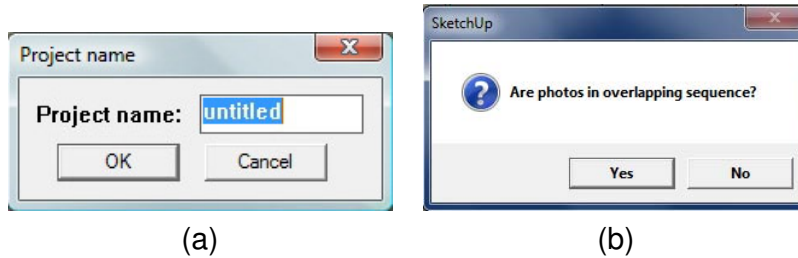 Project name
Project name: untitled
OK Cancel
(a)
SketchUp
Are photos in overlapping sequence?
Yes No
(b)